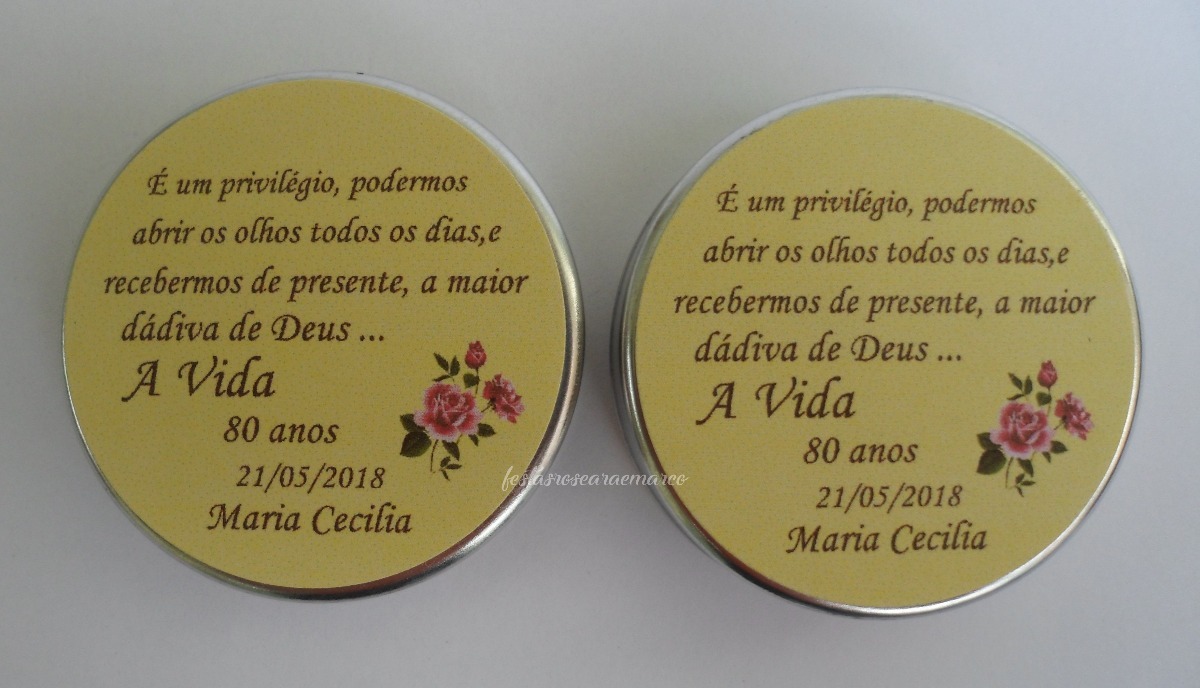 É um privilégio, podermos
abrir os olhos todos os dias,e
recebermos de presente, a maior
dádiva de Deus ...
A Vida
80 anos
21/05/2018
Maria Cecilia
É um privilégio, podermos
abrir os olhos todos os dias,e
recebermos de presente, a maior
dádiva de Deus ...
A Vida
80 anos
21/05/2018
Maria Cecilia
festasrosearaemarco